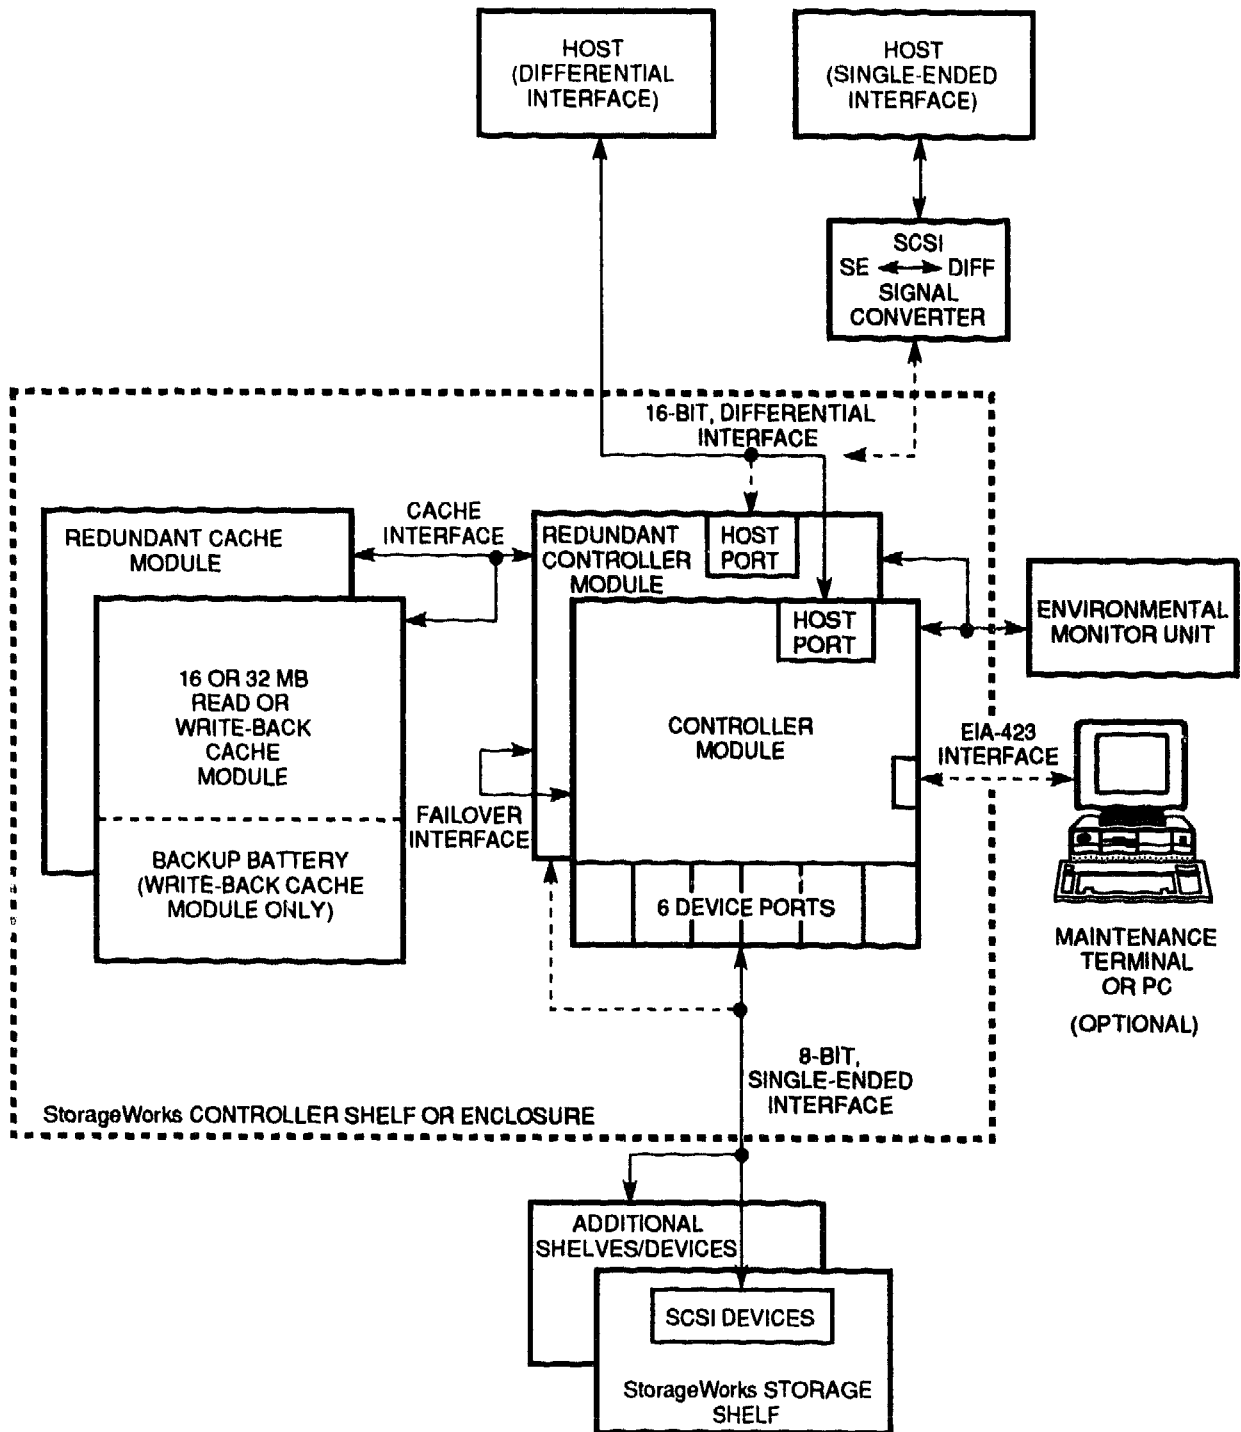 HOST
(DIFFERENTIAL
INTERFACE)
HOST
(SINGLE-ENDED
INTERFACE)
SCSI
SE DIFF
SIGNAL
CONVERTER
16-BIT, DIFFERENTIAL
INTERFACE
CACHE
INTERFACE
REDUNDANT CACHE
MODULE
REDUNDANT
CONTROLLER
MODULE
HOST
PORT
HOST
PORT
ENVIRONMENTAL
MONITOR UNIT
16 OR 32 MB
READ OR
WRITE-BACK
CACHE
MODULE
CONTROLLER
MODULE
EIA-423
INTERFACE
FAILOVER
INTERFACE
BACKUP BATTERY
(WRITE-BACK CACHE
MODULE ONLY)
6 DEVICE PORTS
MAINTENANCE
TERMINAL
OR PC
(OPTIONAL)
8-BIT,
SINGLE-ENDED
INTERFACE
StorageWorks CONTROLLER SHELF OR ENCLOSURE
ADDITIONAL
SHELVES/DEVICES
SCSI DEVICES
StorageWorks STORAGE
SHELF